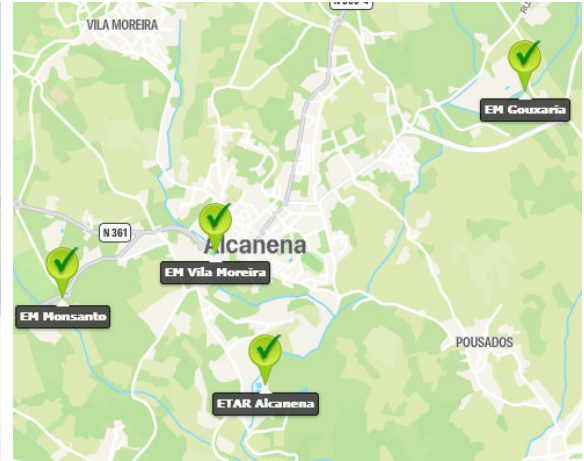 VILA MOREIRA
EM Gouxaria
N 361
Alcanena
EM Vila Moreira
EM Monsanto
POUSADOS
ETAR Alcanena